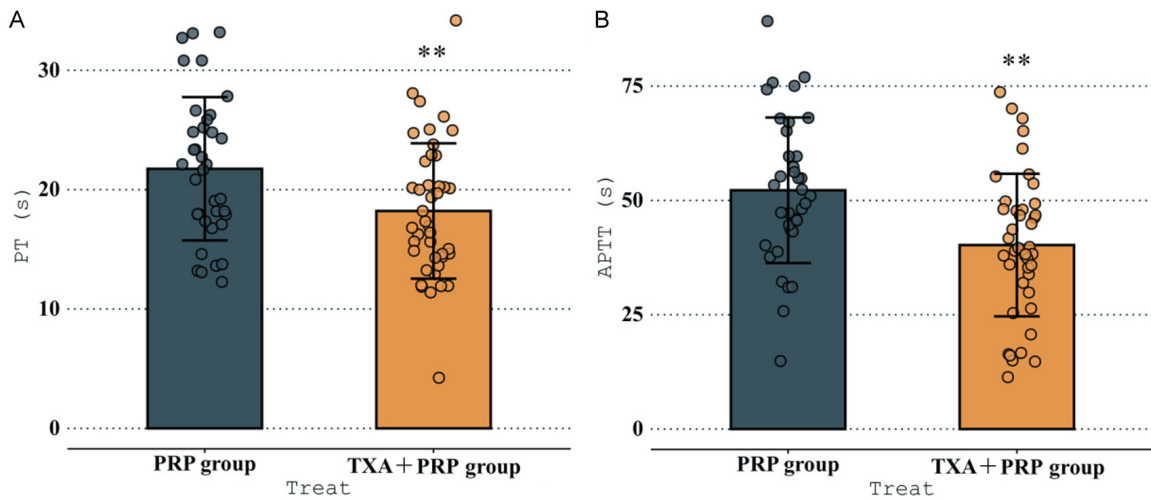 A
PT (s)
30
20
10
0
**
PRP group
TXA+PRP group
Treat
B
APTT (s)
75
50
25
0
**
PRP group
TXA+PRP group
Treat